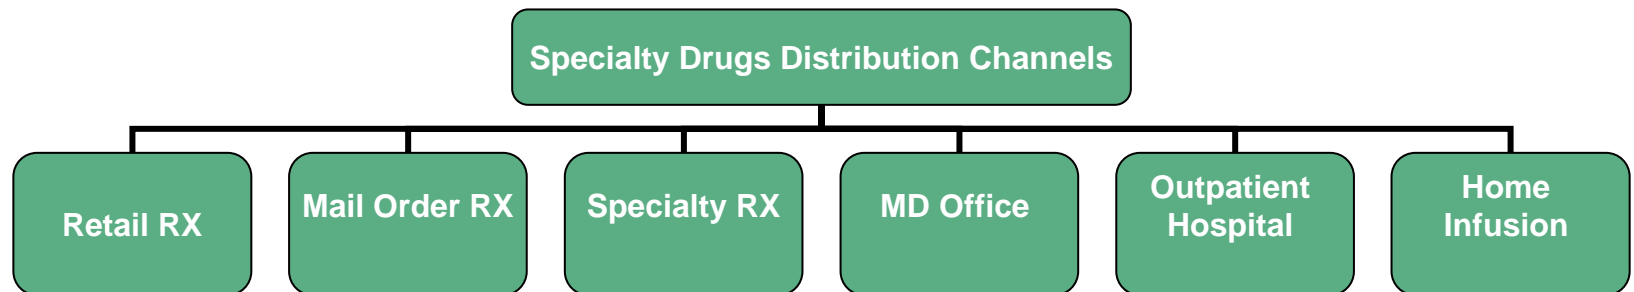 Specialty Drugs Distribution Channels
Retail RX
Mail Order RX
Specialty RX
MD Office
Outpatient
Hospital
Home
Infusion